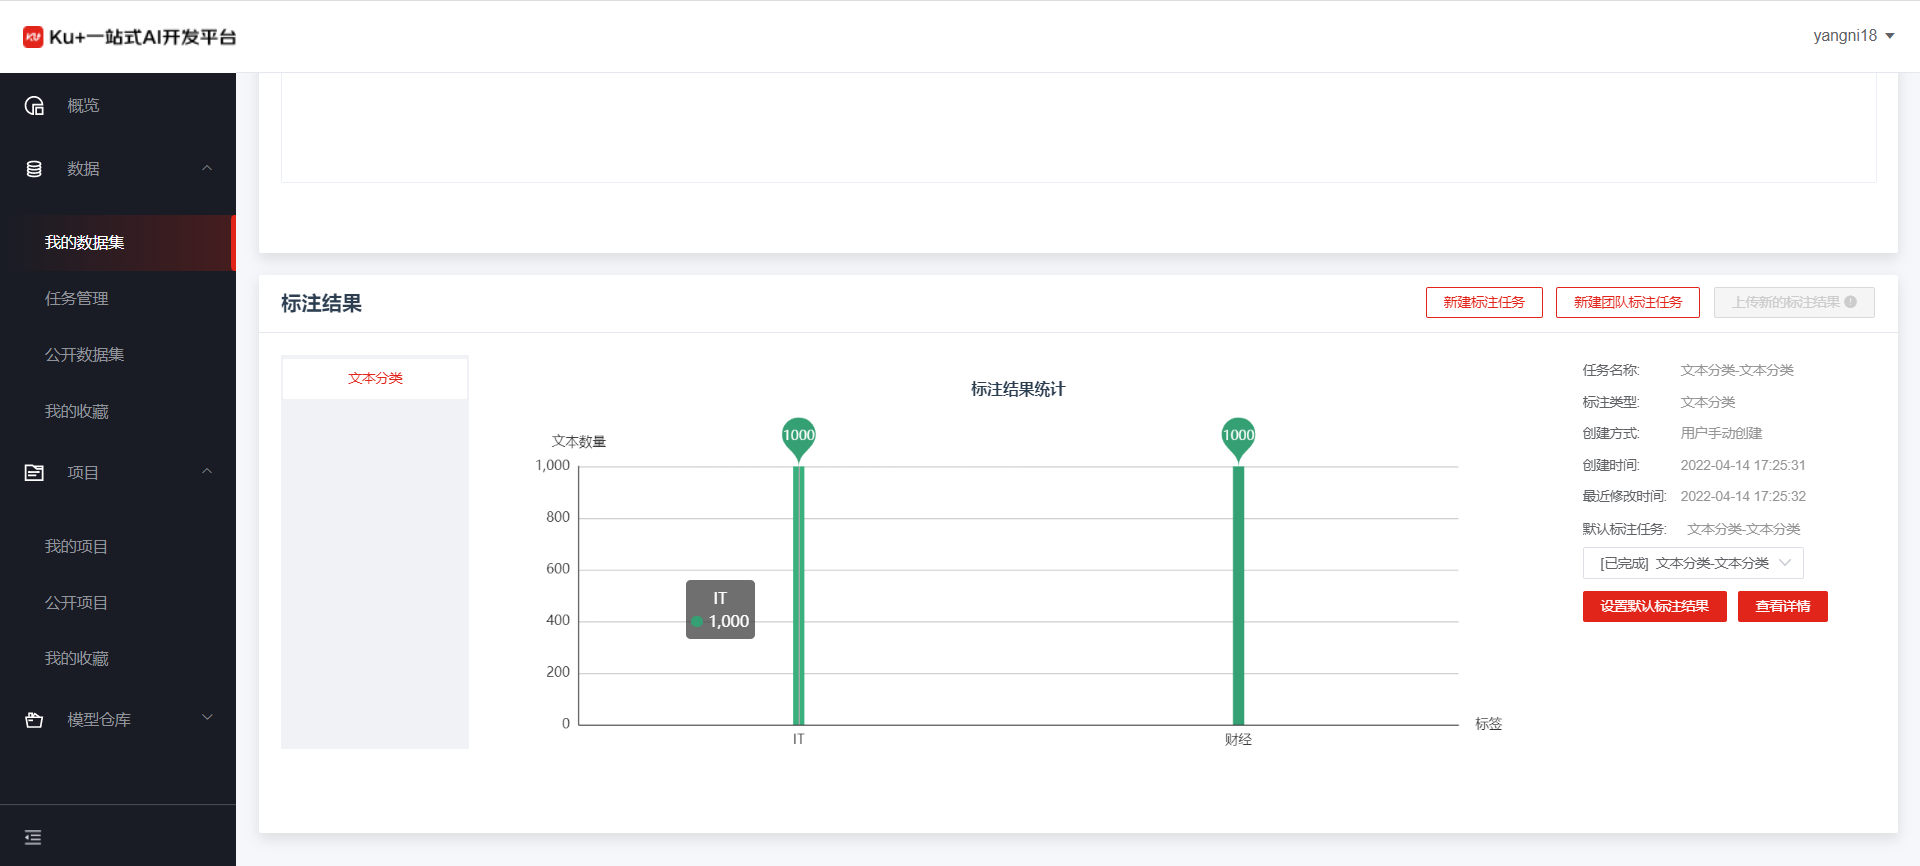 Ku+一站式AI开发平台
yangni18
概览
数据
我的数据集
任务管理
公开数据集
我的收藏
项目
我的项目
公开项目
我的收藏
模型仓库
标注结果
新建标注任务
新建团队标注任务
上传新的标注结果
文本分类
标注结果统计
文本数量
1000
1000
1,000
800
600
400
200
0
IT
1,000
IT
财经
标签
任务名称: 文本分类-文本分类
标注类型: 文本分类
创建方式: 用户手动创建
创建时间: 2022-04-14 17:25:31
最近修改时间: 2022-04-14 17:25:32
默认标注任务: 文本分类-文本分类
[已完成] 文本分类-文本分类
设置默认标注结果
查看详情